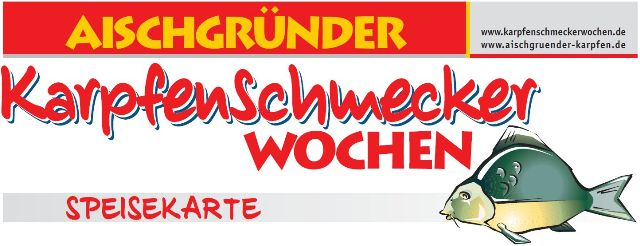 AISCHGRÜNDER
www.karpfenschmeckerwochen.de
www.aischgruender-karpfen.de
Karpfenschmecker
WOCHEN
SPEISEKARTE